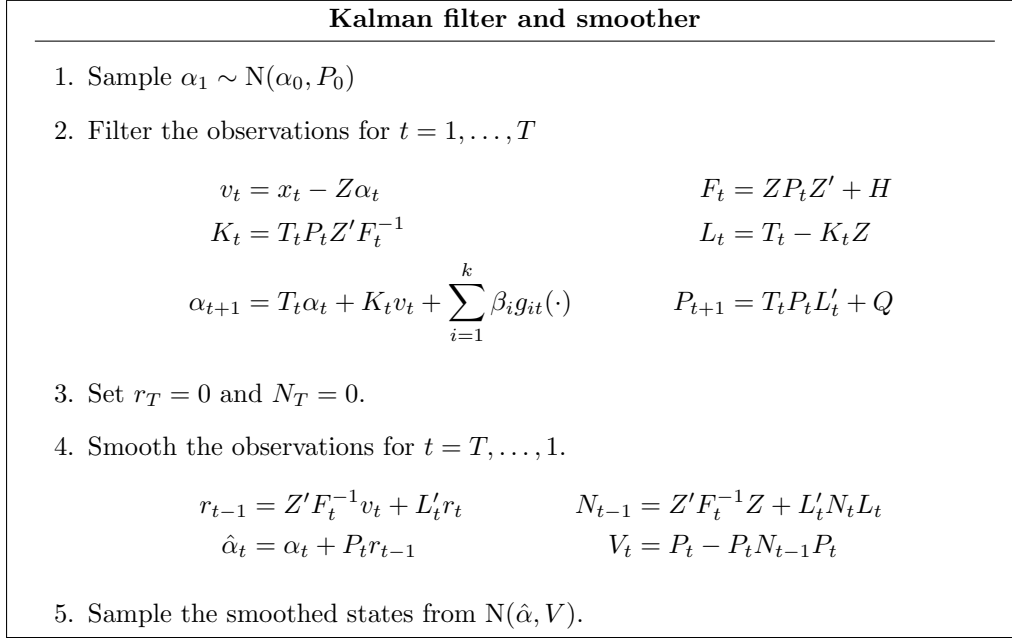 Kalman filter and smoother
1. Sample α₁ ∼ N(α₀, P₀)
2. Filter the observations for t = 1, . . . , T
vₜ = xₜ − Zαₜ    Fₜ = ZPₜZ′ + H
Kₜ = TₜPₜZ′Fₜ⁻¹    Lₜ = Tₜ − KₜZ
αₜ₊₁ = Tₜαₜ + Kₜvₜ + ∑ᵢ₌₁ᵏ βᵢgᵢₜ(·)    Pₜ₊₁ = TₜPₜL′ₜ + Q
3. Set r_T = 0 and N_T = 0.
4. Smooth the observations for t = T, . . . , 1.
rₜ₋₁ = Z′Fₜ⁻¹vₜ + L′ₜrₜ    Nₜ₋₁ = Z′Fₜ⁻¹Z + L′ₜNₜLₜ
α̂ₜ = αₜ + Pₜrₜ₋₁    Vₜ = Pₜ − PₜNₜ₋₁Pₜ
5. Sample the smoothed states from N(α̂, V).